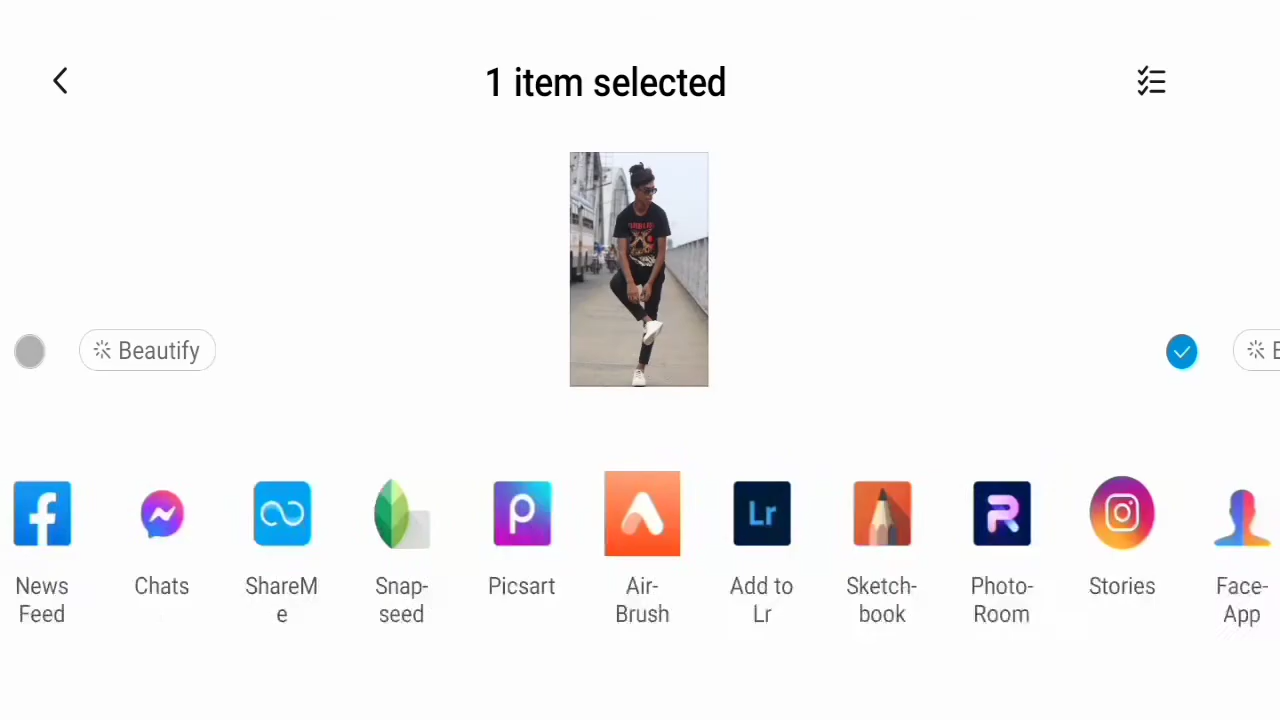 1 item selected
Beautify
Lr
News
Feed
Chats
ShareM
e
Snap-
seed
Picsart
Air-
Brush
Add to
Lr
Sketch-
book
Photo-
Room
Stories
Face-
App